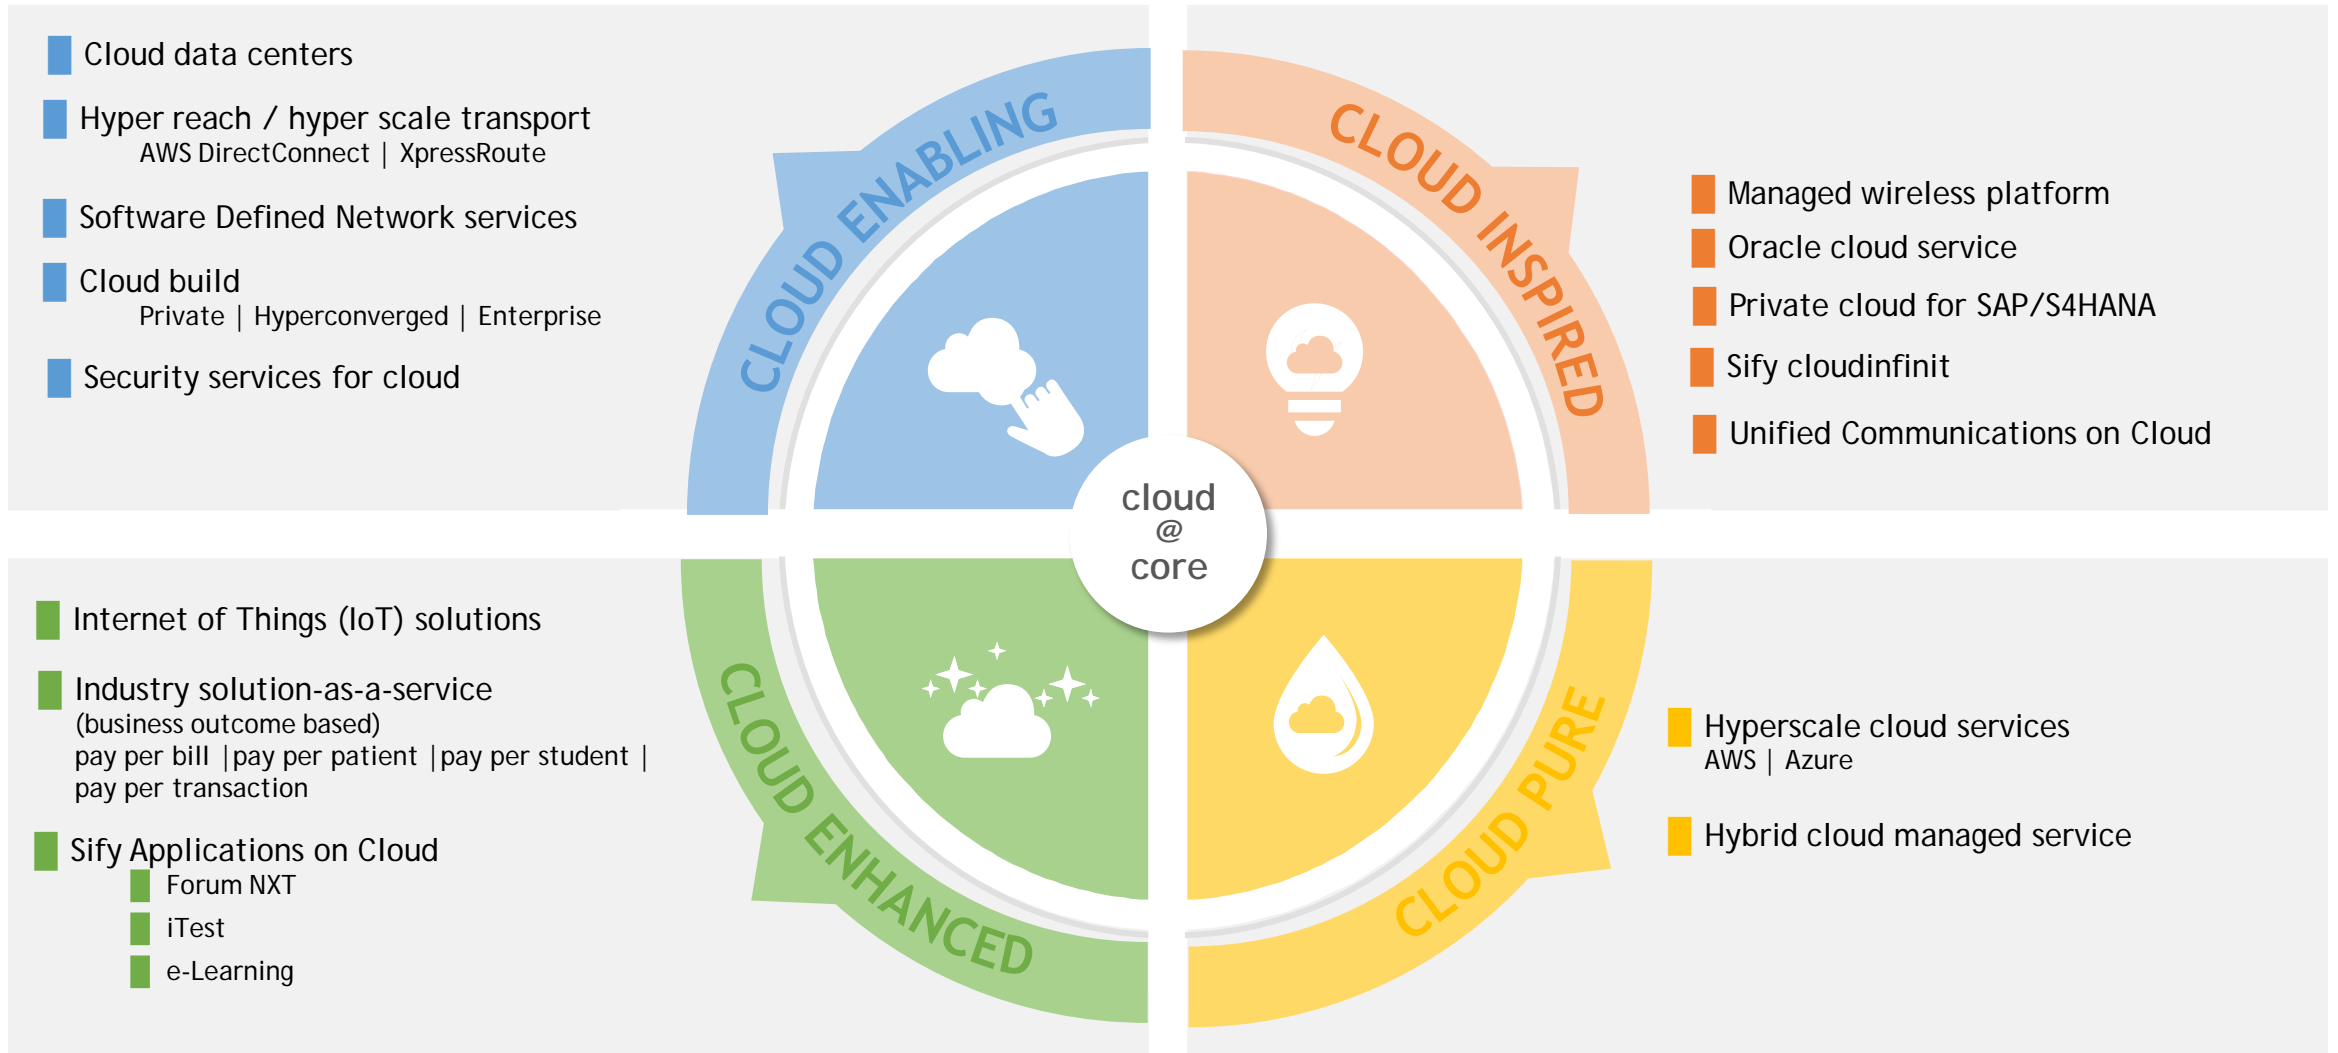 Cloud data centers
Hyper reach / hyper scale transport
AWS DirectConnect | XpressRoute
Software Defined Network services
Cloud build
Private | Hyperconverged | Enterprise
Security services for cloud
CLOUD ENABLING
CLOUD INSPIRED
Managed wireless platform
Oracle cloud service
Private cloud for SAP/S4HANA
Sify cloudinfinit
Unified Communications on Cloud
cloud
@
core
Internet of Things (IoT) solutions
Industry solution-as-a-service
(business outcome based)
pay per bill |pay per patient |pay per student |
pay per transaction
Sify Applications on Cloud
Forum NXT
iTest
e-Learning
CLOUD ENHANCED
CLOUD PURE
Hyperscale cloud services
AWS | Azure
Hybrid cloud managed service